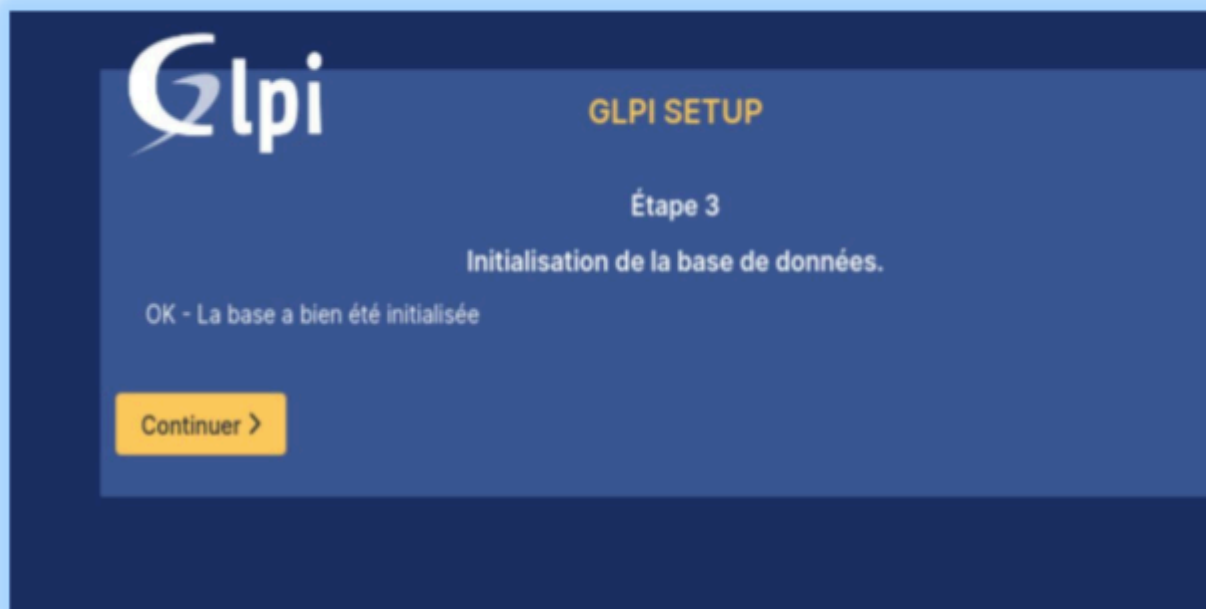 Glpi
GLPI SETUP
Étape 3
Initialisation de la base de données.
OK - La base a bien été initialisée
Continuer >